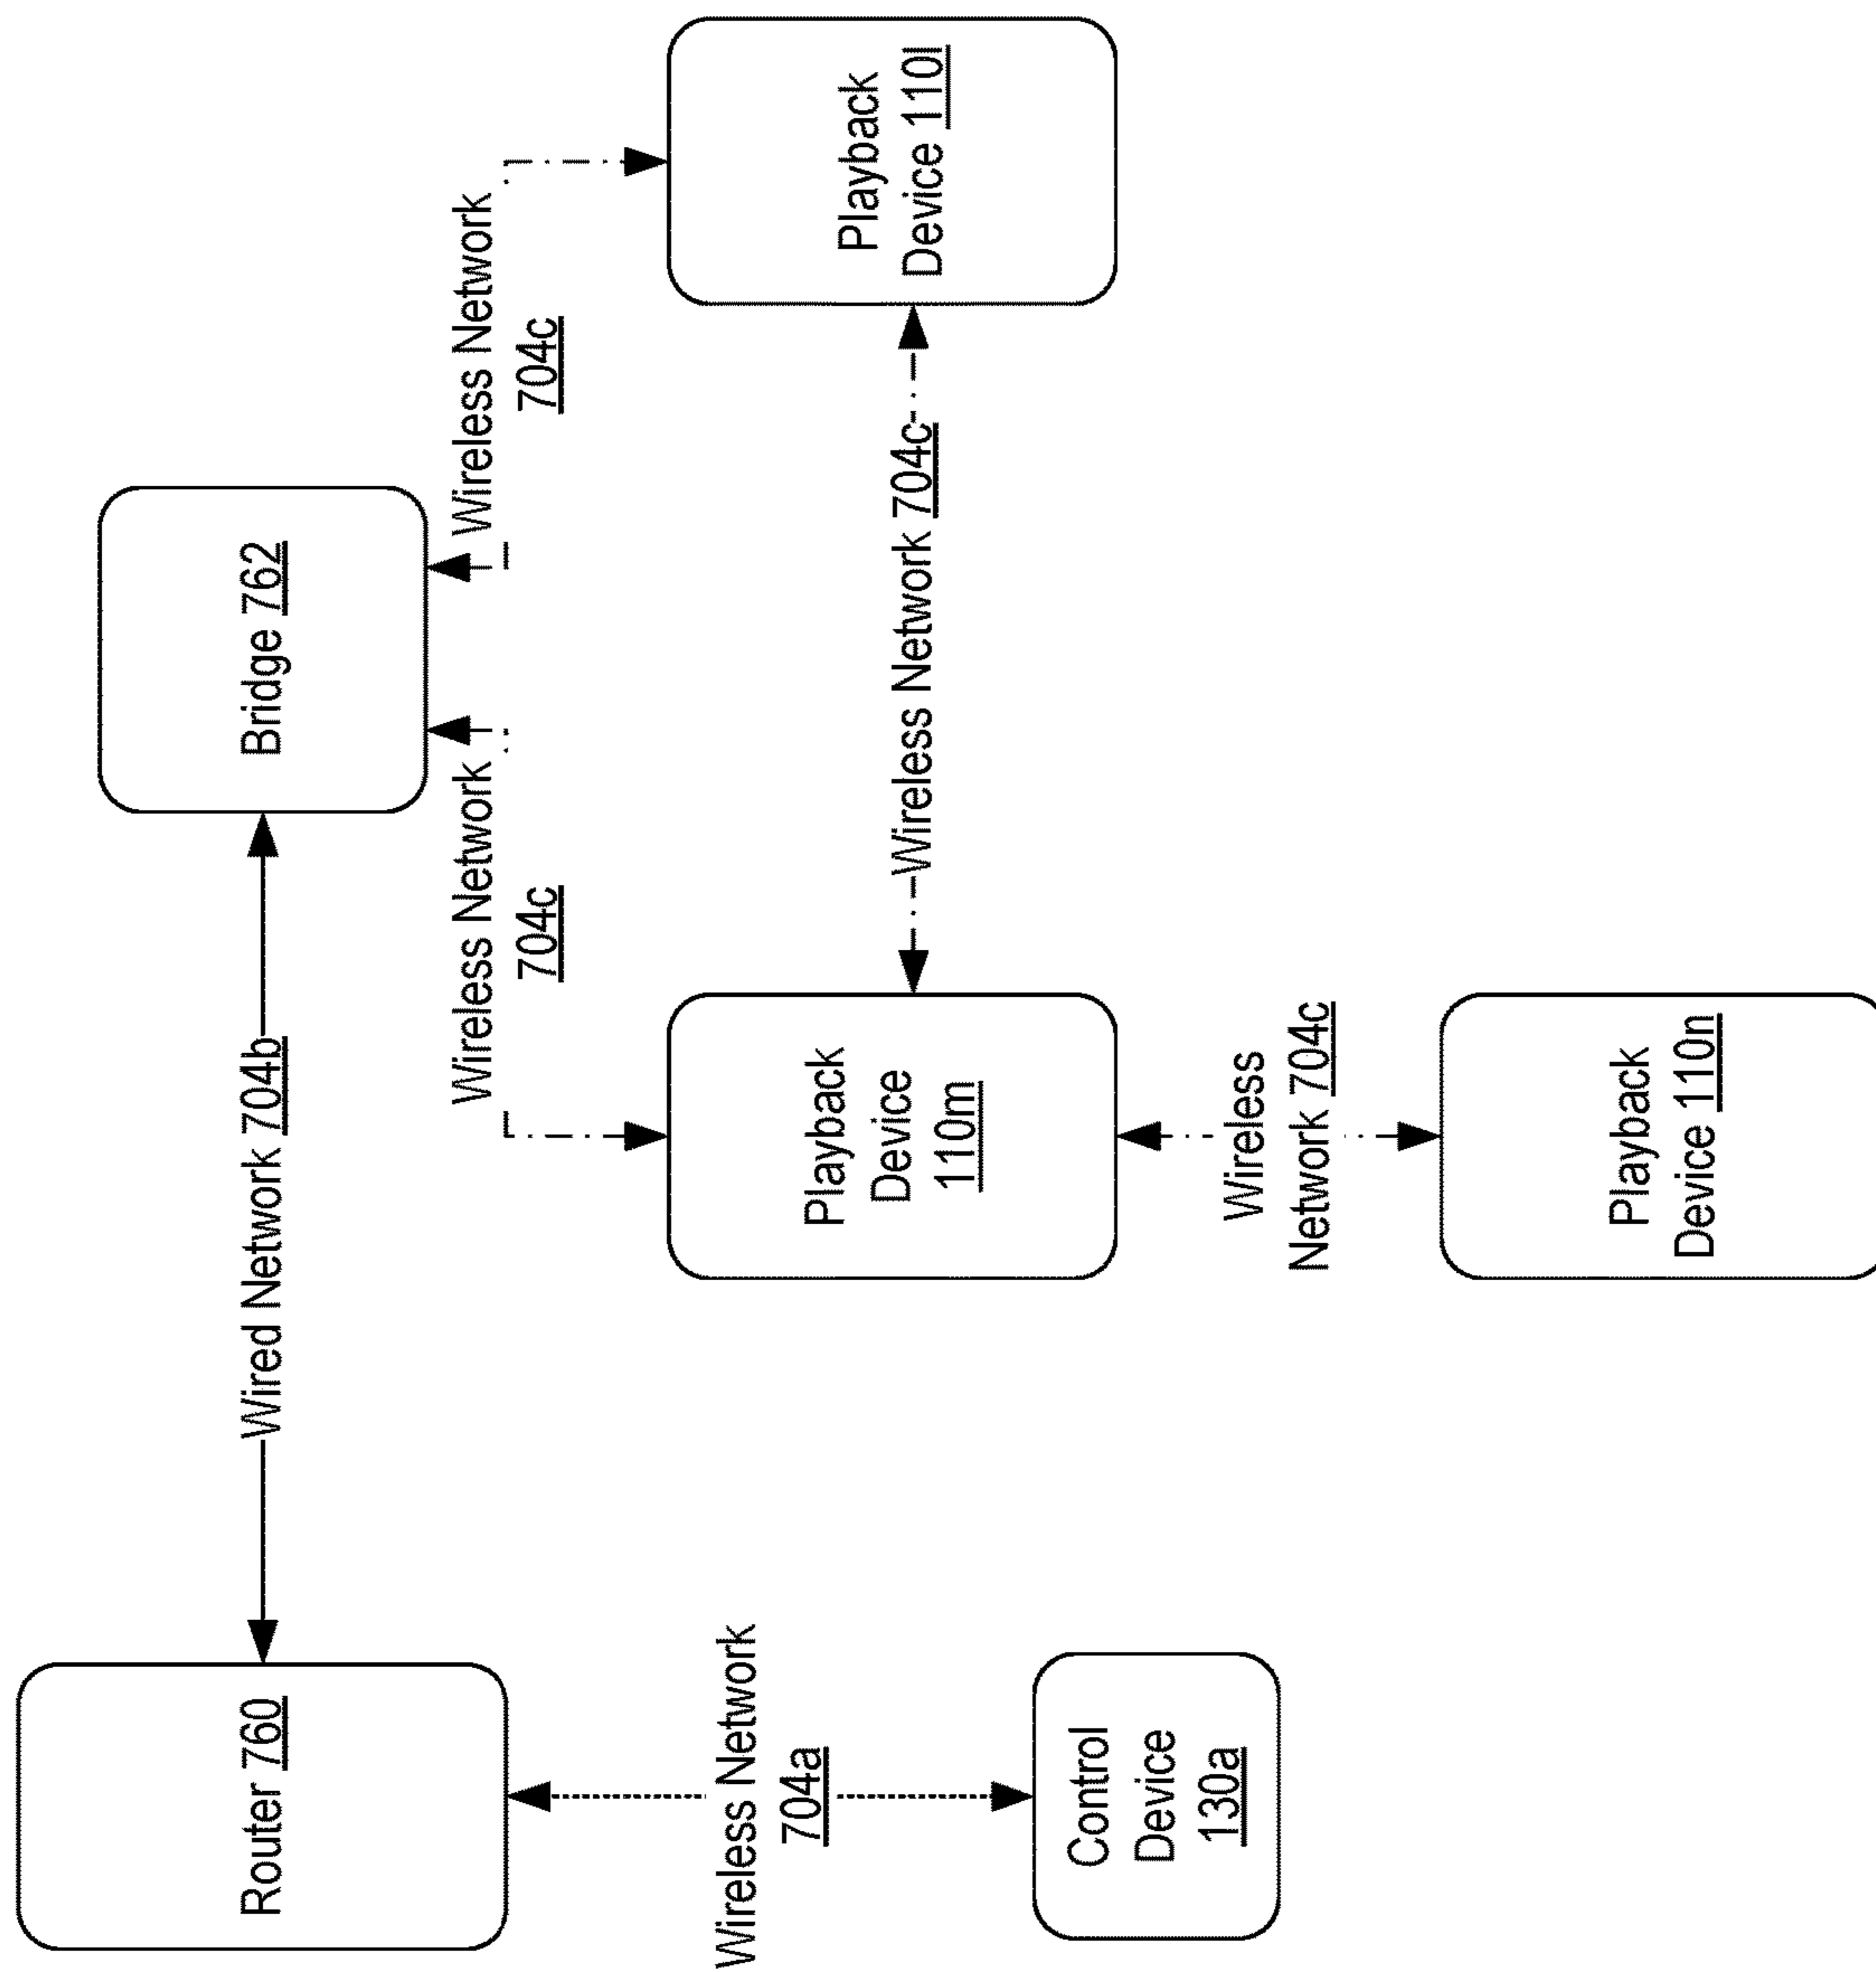 Router 760
Wired Network 704b
Bridge 762
Wireless Network
704c
Wireless Network
704c
Wireless Network
704a
Playback
Device
110m
Wireless Network 704c
Playback
Device 110l
Control
Device
130a
Wireless
Network 704c
Playback
Device 110n